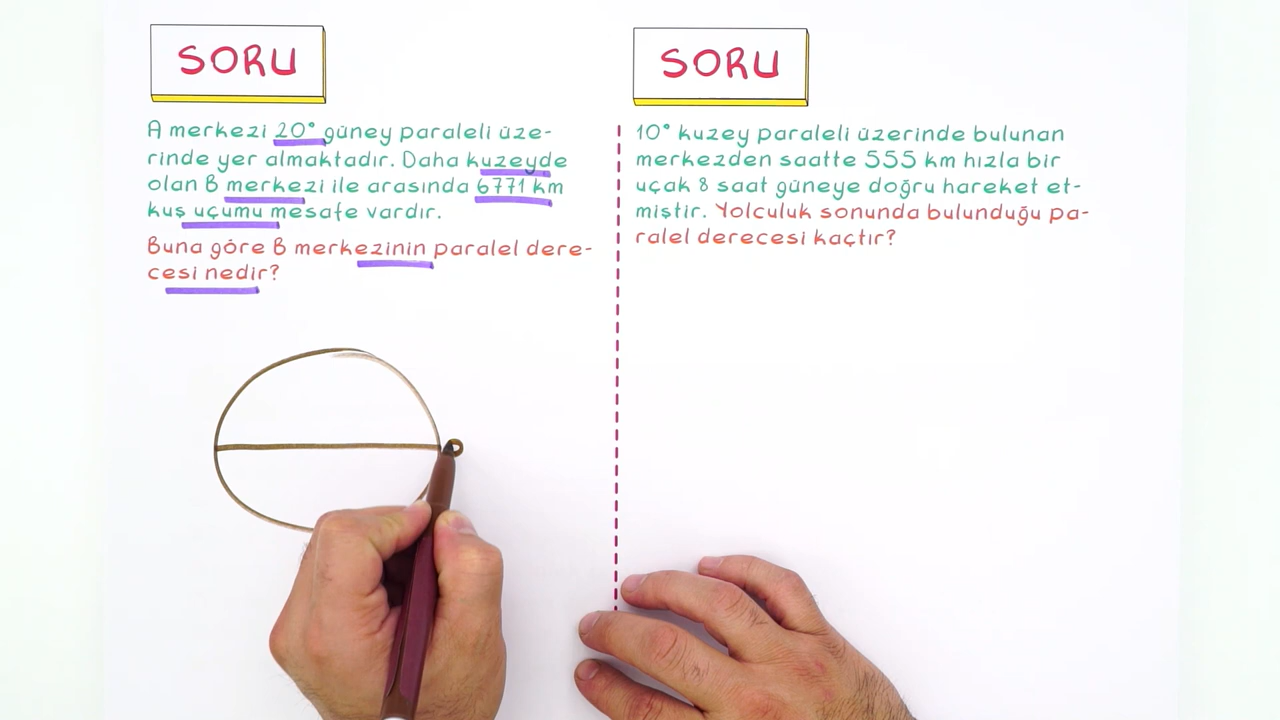 SORU
A merkezi 20° güney paraleli üze-
rinde yer almaktadır. Daha kuzeyde
olan B merkezi ile arasında 6771 km
kuş uçumu mesafe vardır.
Buna göre B merkezinin paralel dere-
cesi nedir?
SORU
10° kuzey paraleli üzerinde bulunan
merkezden saatte 555 km hızla bir
uçak 8 saat güneye doğru hareket et-
miştir. Yolculuk sonunda bulunduğu pa-
ralel derecesi kaçtır?